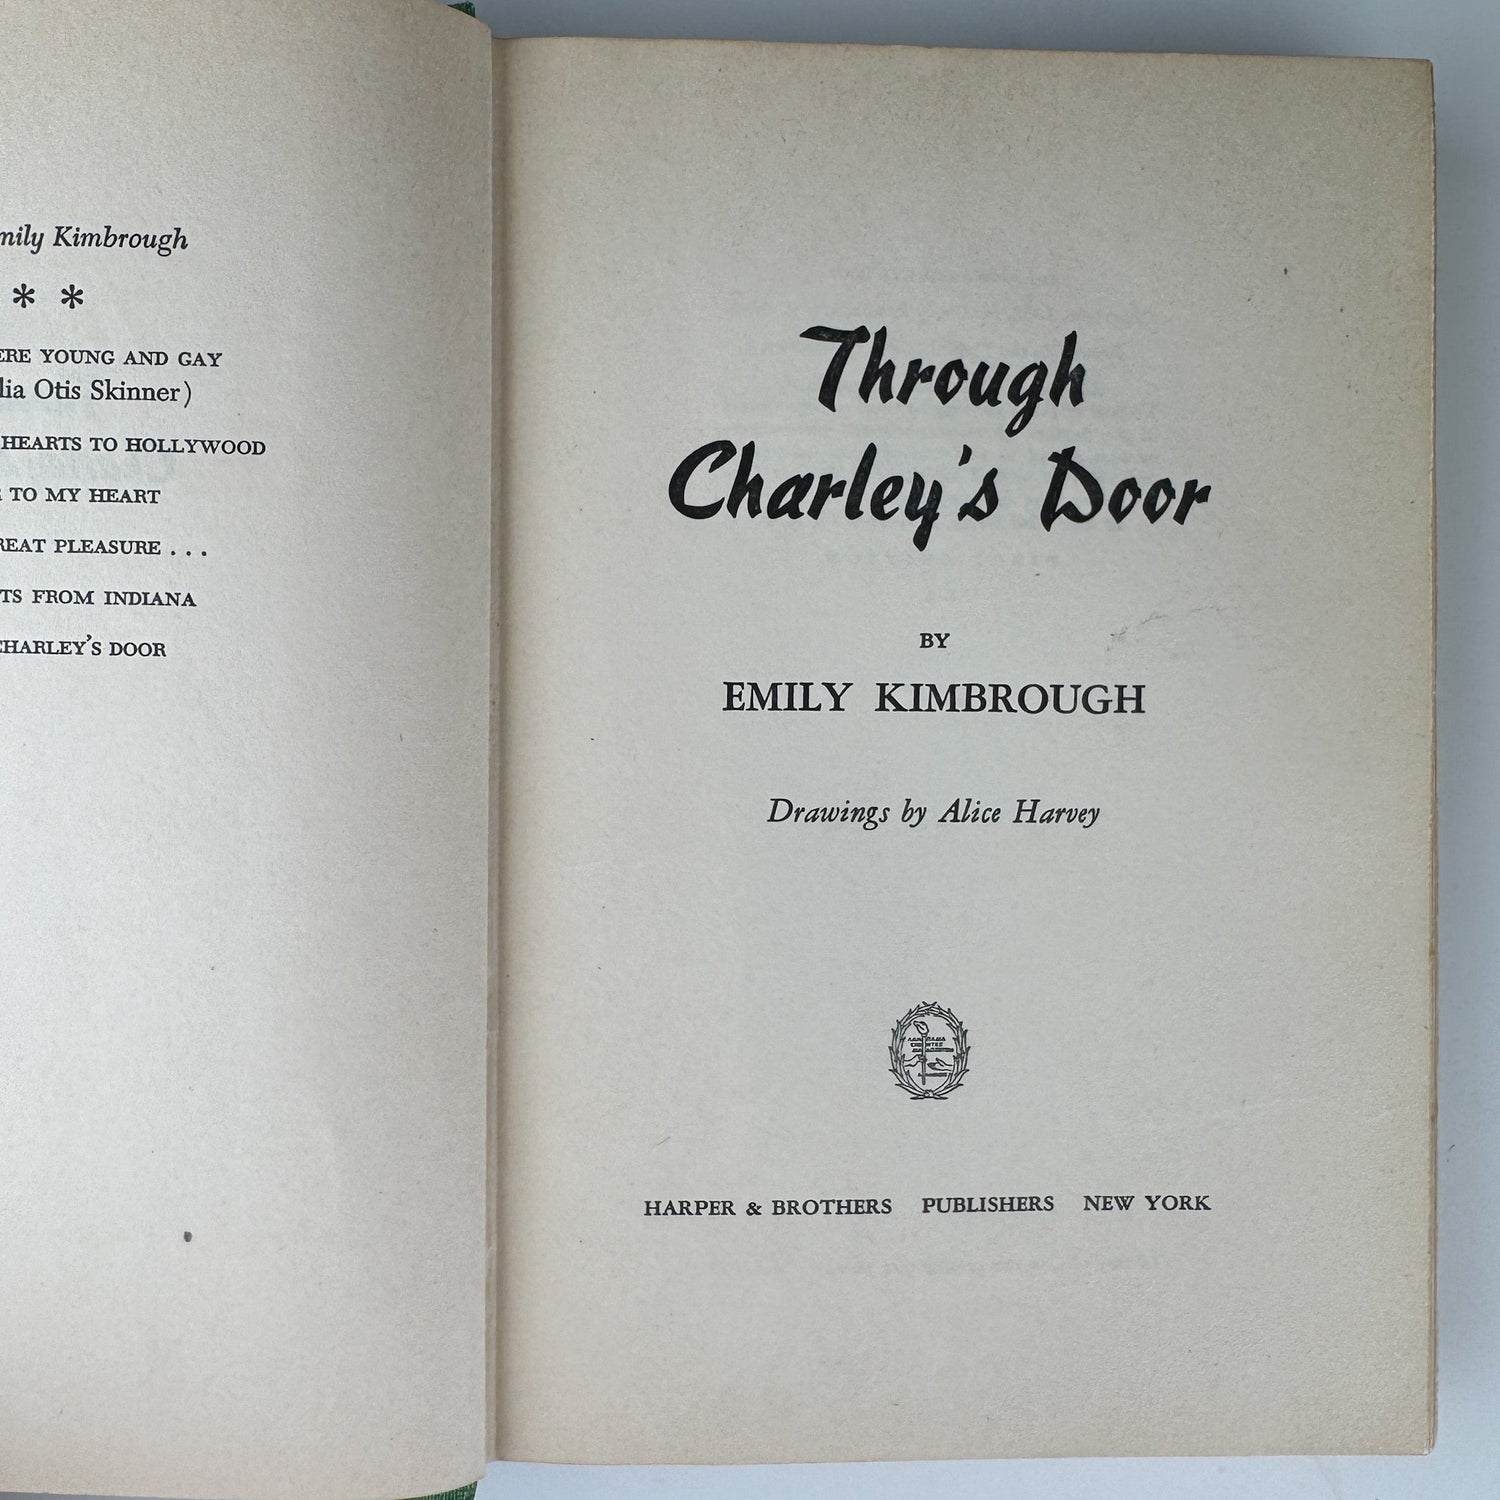 mily Kimbrough
* *
ERE YOUNG AND GAY
lia Otis Skinner)
HEARTS TO HOLLYWOOD
TO MY HEART
REAT PLEASURE . . .
TS FROM INDIANA
CHARLEY'S DOOR
Through
Charley's Door
BY
EMILY KIMBROUGH
Drawings by Alice Harvey
HARPER & BROTHERS PUBLISHERS NEW YORK